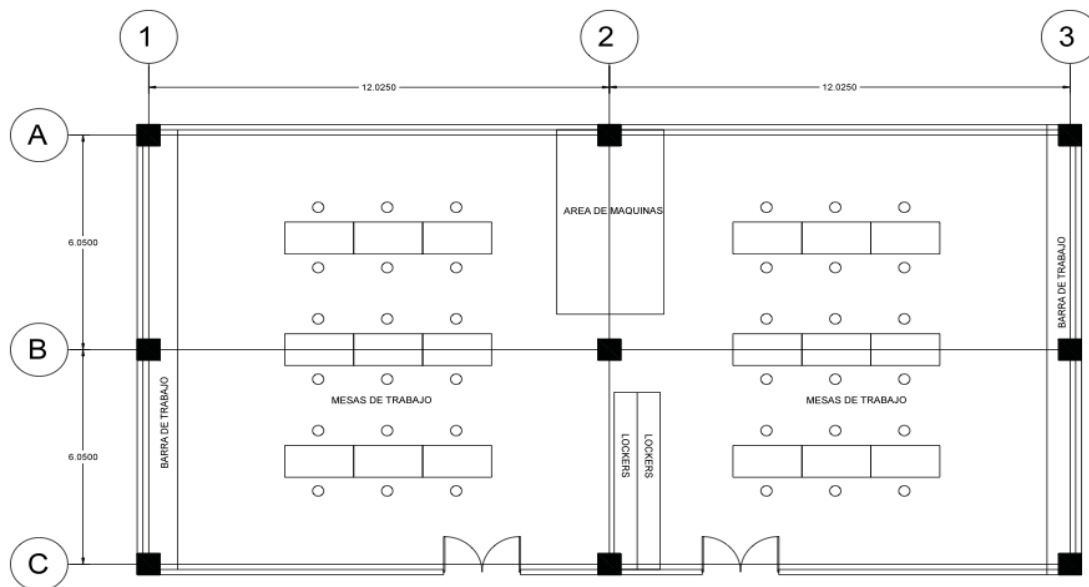 1
2
3
12.0250
12.0250
A
AREA DE MAQUINAS
6.0500
BARRA DE TRABAJO
B
MESAS DE TRABAJO
MESAS DE TRABAJO
BARRA DE TRABAJO
LOCKERS
LOCKERS
6.0500
C